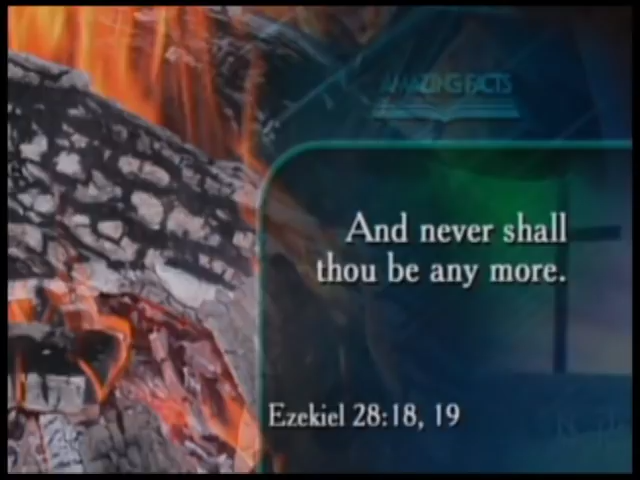 AMAZING FACTS
And never shall
thou be any more.
Ezekiel 28:18, 19